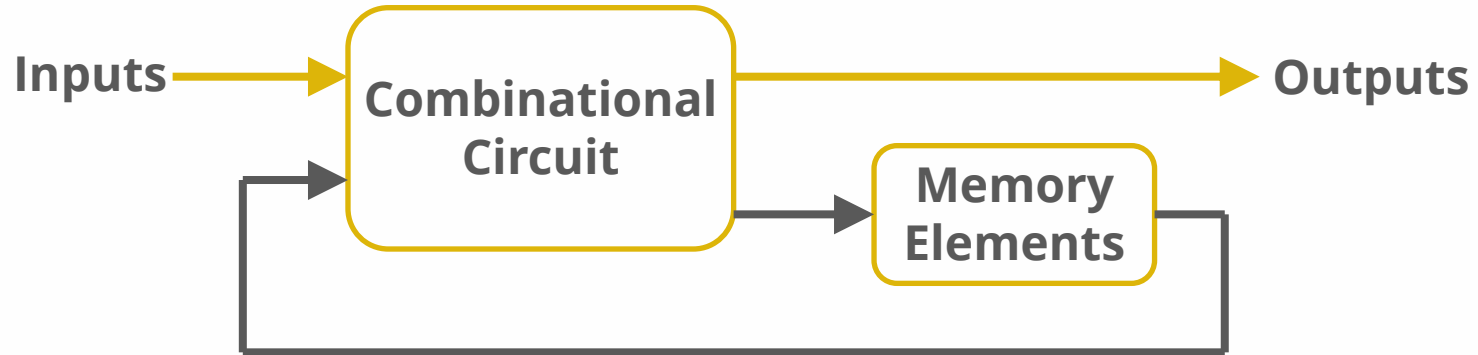 Inputs
Combinational
Circuit
Outputs
Memory
Elements